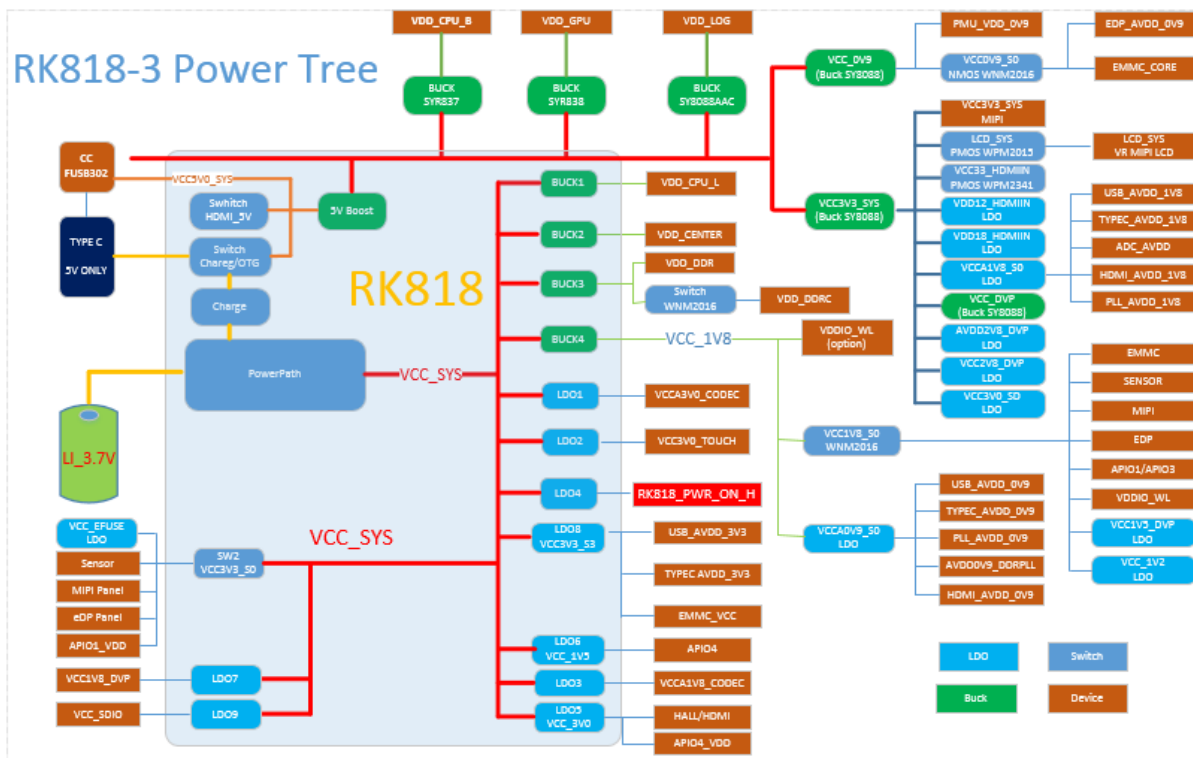 RK818-3 Power Tree
VDD_CPU_B
VDD_GPU
VDD_LOG
BUCK
SYR837
BUCK
SYR838
BUCK
SY8088AAC
VCC_0V9
(Buck SY8088)
PMU_VDD_0V9
VCC0V9_S0
NMOS WNM2016
EDP_AVDD_0V9
EMMC_CORE
CC
FUSB302
VCC5V0_SYS
Swhitch
HDMI_5V
5V Boost
TYPE C
5V ONLY
Switch
Chareg/OTG
Charge
PowerPath
LI_3.7V
RK818
VCC_SYS
VCC_SYS
BUCK1
VDD_CPU_L
BUCK2
VDD_CENTER
BUCK3
VDD_DDR
Switch
WNM2016
VDD_DDRC
BUCK4
VCC_1V8
VDDIO_WL
(option)
LDO1
VCCA3V0_CODEC
LDO2
VCC3V0_TOUCH
LDO4
RK818_PWR_ON_H
LDO8
VCC3V3_S3
USB_AVDD_3V3
TYPEC AVDD_3V3
EMMC_VCC
LDO6
VCC_1V5
APIO4
LDO3
VCCA1V8_CODEC
LDO5
VCC_3V0
HALL/HDMI
APIO4_VDD
VCC_EFUSE
LDO
Sensor
MIPI Panel
eDP Panel
APIO1_VDD
SW2
VCC3V3_S0
VCC1V8_DVP
LDO7
VCC_SDIO
LDO9
VCC3V3_SYS
(Buck SY8088)
VCC3V3_SYS
MIPI
LCD_SYS
PMOS WPM2015
LCD_SYS
VR MIPI LCD
VCC33_HDMIIN
PMOS WPM2341
VDD12_HDMIIN
LDO
VDD18_HDMIIN
LDO
VCCA1V8_S0
LDO
VCC_DVP
(Buck SY8088)
AVDD2V8_DVP
LDO
VCC2V8_DVP
LDO
VCC3V0_SD
LDO
USB_AVDD_1V8
TYPEC_AVDD_1V8
ADC_AVDD
HDMI_AVDD_1V8
PLL_AVDD_1V8
VCC1V8_S0
WNM2016
EMMC
SENSOR
MIPI
EDP
APIO1/APIO3
VDDIO_WL
VCC1V5_DVP
LDO
VCC_1V2
LDO
VCCA0V9_S0
LDO
USB_AVDD_0V9
TYPEC_AVDD_0V9
PLL_AVDD_0V9
AVDD0V9_DDRPLL
HDMI_AVDD_0V9
LDO
Switch
Buck
Device